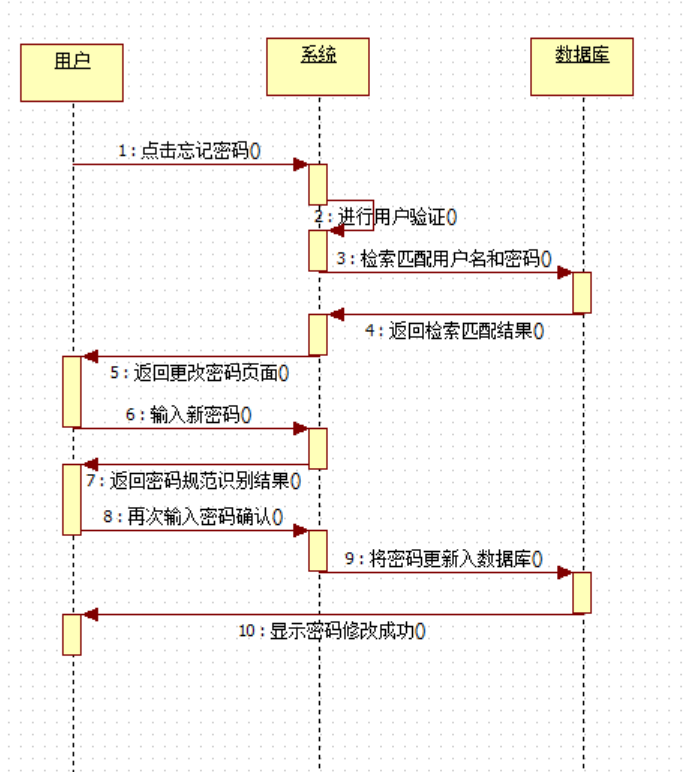 用户
系统
数据库
1：点击忘记密码()
2：进行用户验证()
3：检索匹配用户名和密码()
4：返回检索匹配结果()
5：返回更改密码页面()
6：输入新密码()
7：返回密码规范识别结果()
8：再次输入密码确认()
9：将密码更新入数据库()
10：显示密码修改成功()